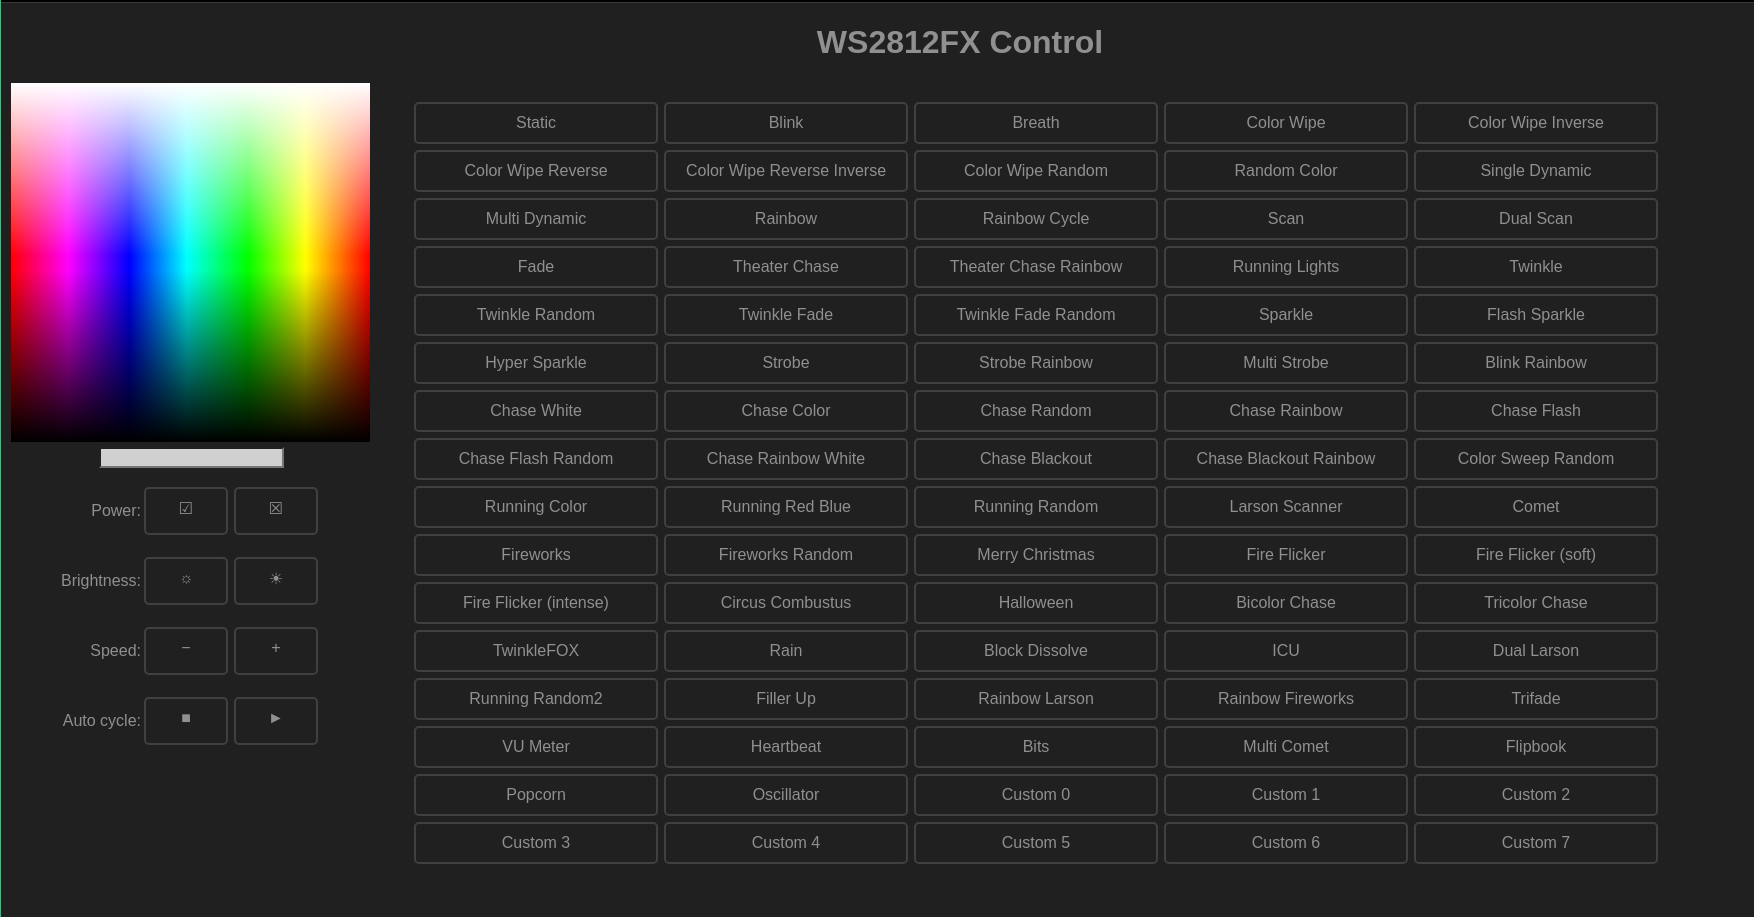 WS2812FX Control
Static Blink Breath Color Wipe Color Wipe Inverse
Color Wipe Reverse Color Wipe Reverse Inverse Color Wipe Random Random Color Single Dynamic
Multi Dynamic Rainbow Rainbow Cycle Scan Dual Scan
Fade Theater Chase Theater Chase Rainbow Running Lights Twinkle
Twinkle Random Twinkle Fade Twinkle Fade Random Sparkle Flash Sparkle
Hyper Sparkle Strobe Strobe Rainbow Multi Strobe Blink Rainbow
Chase White Chase Color Chase Random Chase Rainbow Chase Flash
Chase Flash Random Chase Rainbow White Chase Blackout Chase Blackout Rainbow Color Sweep Random
Running Color Running Red Blue Running Random Larson Scanner Comet
Fireworks Fireworks Random Merry Christmas Fire Flicker Fire Flicker (soft)
Fire Flicker (intense) Circus Combustus Halloween Bicolor Chase Tricolor Chase
TwinkleFOX Rain Block Dissolve ICU Dual Larson
Running Random2 Filler Up Rainbow Larson Rainbow Fireworks Trifade
VU Meter Heartbeat Bits Multi Comet Flipbook
Popcorn Oscillator Custom 0 Custom 1 Custom 2
Custom 3 Custom 4 Custom 5 Custom 6 Custom 7
Power: ☑ ☒
Brightness: ☼ ☀
Speed: − +
Auto cycle: ■ ►